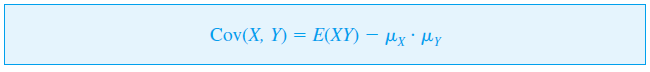 Cov(X, Y) = E(XY) − μ_X · μ_Y